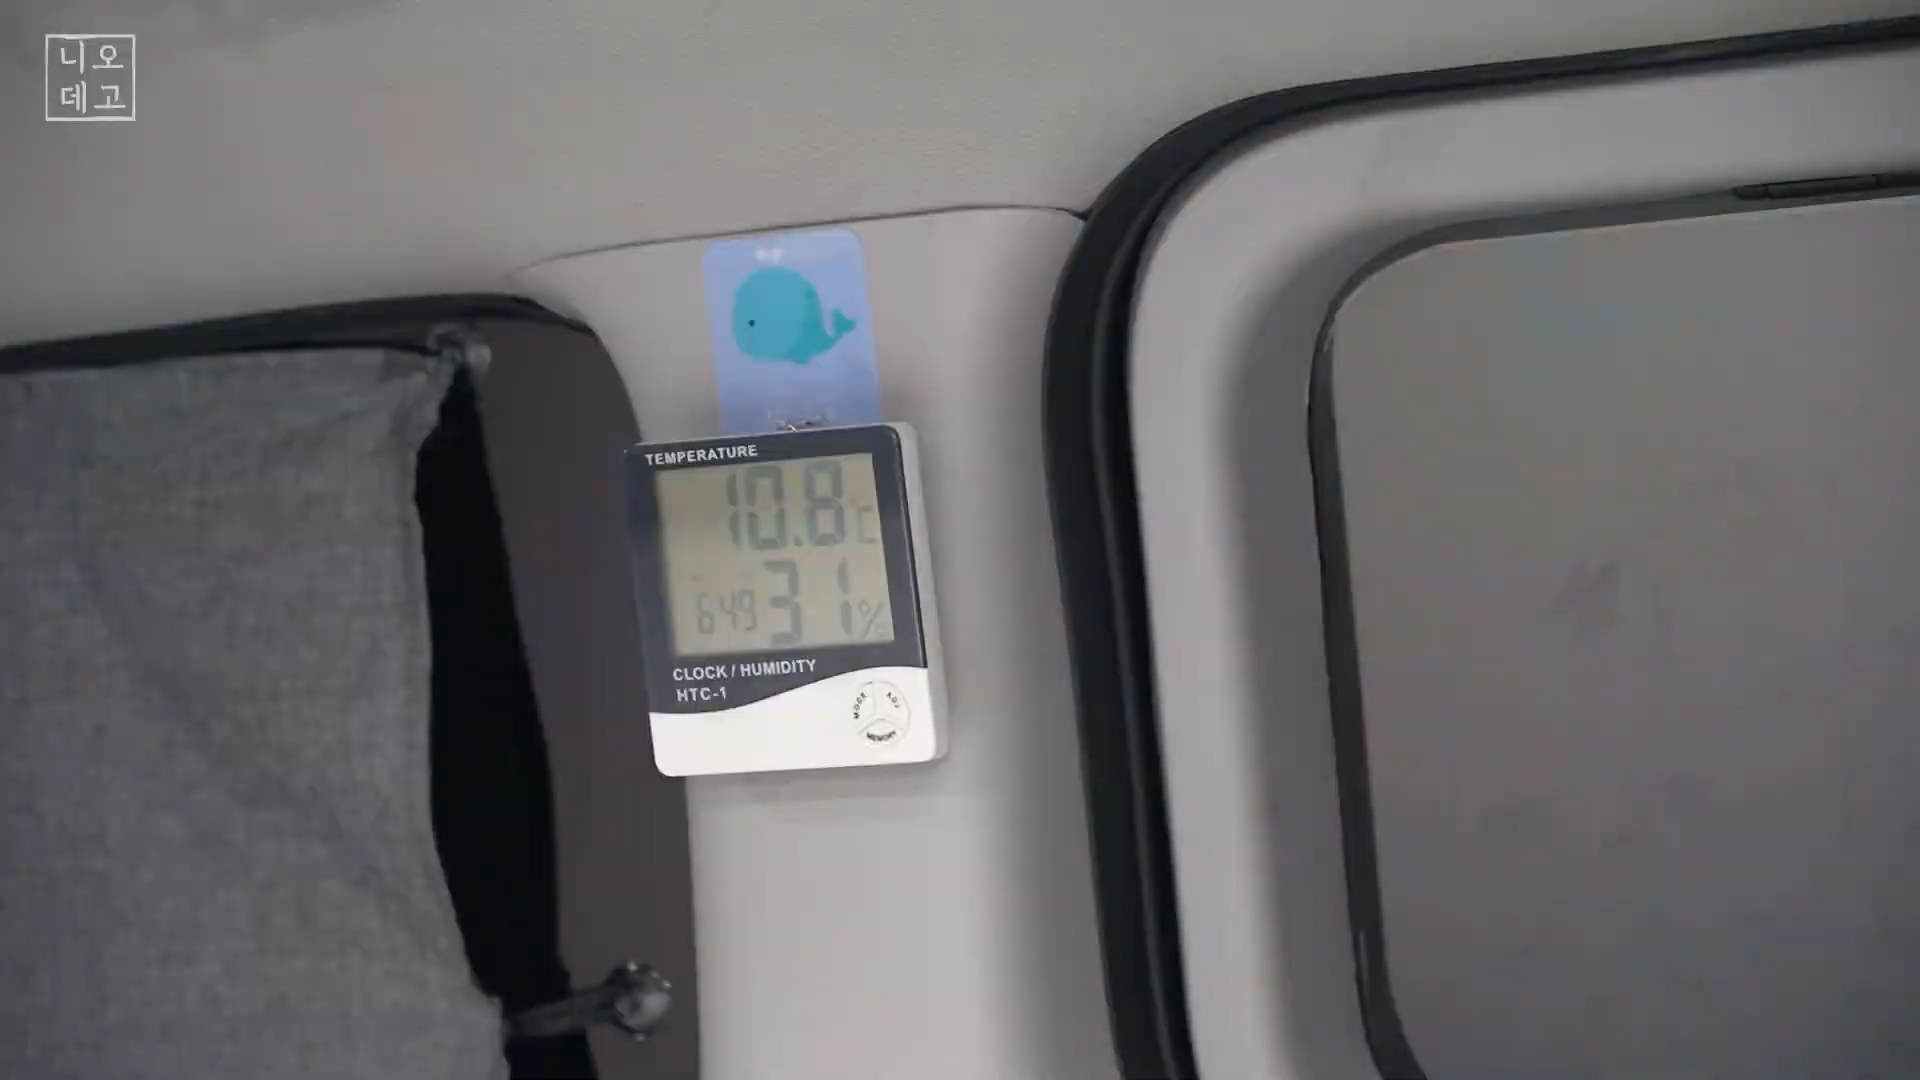 니오
데고
TEMPERATURE
10.8 °C
6:49 31 %
CLOCK / HUMIDITY
HTC-1
MODE
ADJ
MEMORY